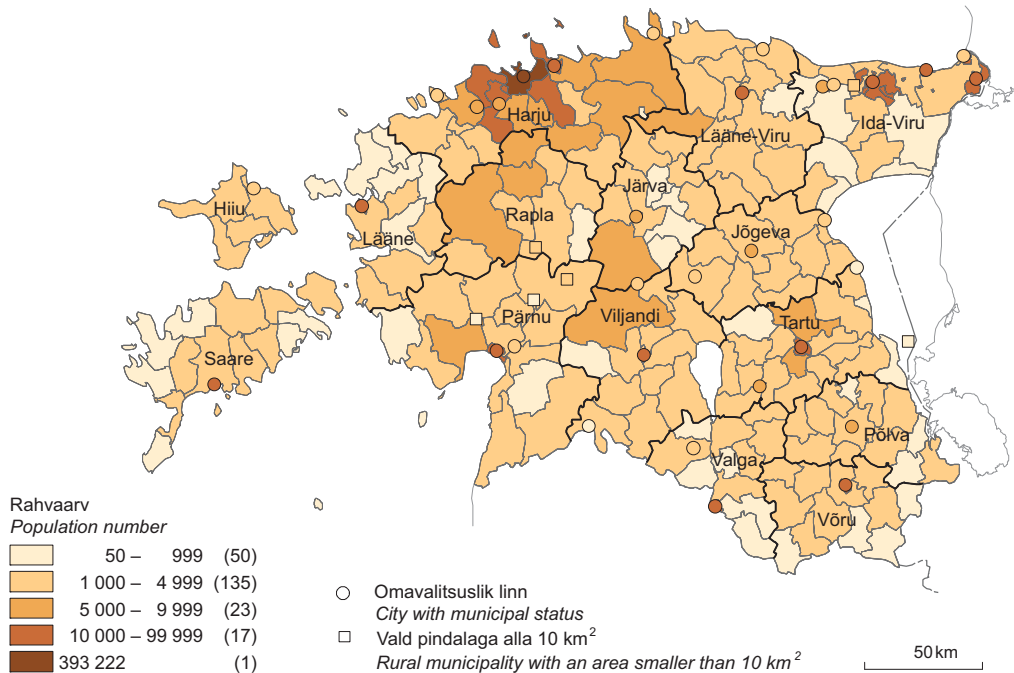 Harju
Lääne-Viru
Ida-Viru
Järva
Hiiu
Rapla
Lääne
Jõgeva
Pärnu
Viljandi
Tartu
Saare
Põlva
Valga
Võru
Rahvaarv
Population number
50 – 999 (50)
1 000 – 4 999 (135)
5 000 – 9 999 (23)
10 000 – 99 999 (17)
393 222 (1)
Omavalitsuslik linn
City with municipal status
Vald pindalaga alla 10 km²
Rural municipality with an area smaller than 10 km²
50 km